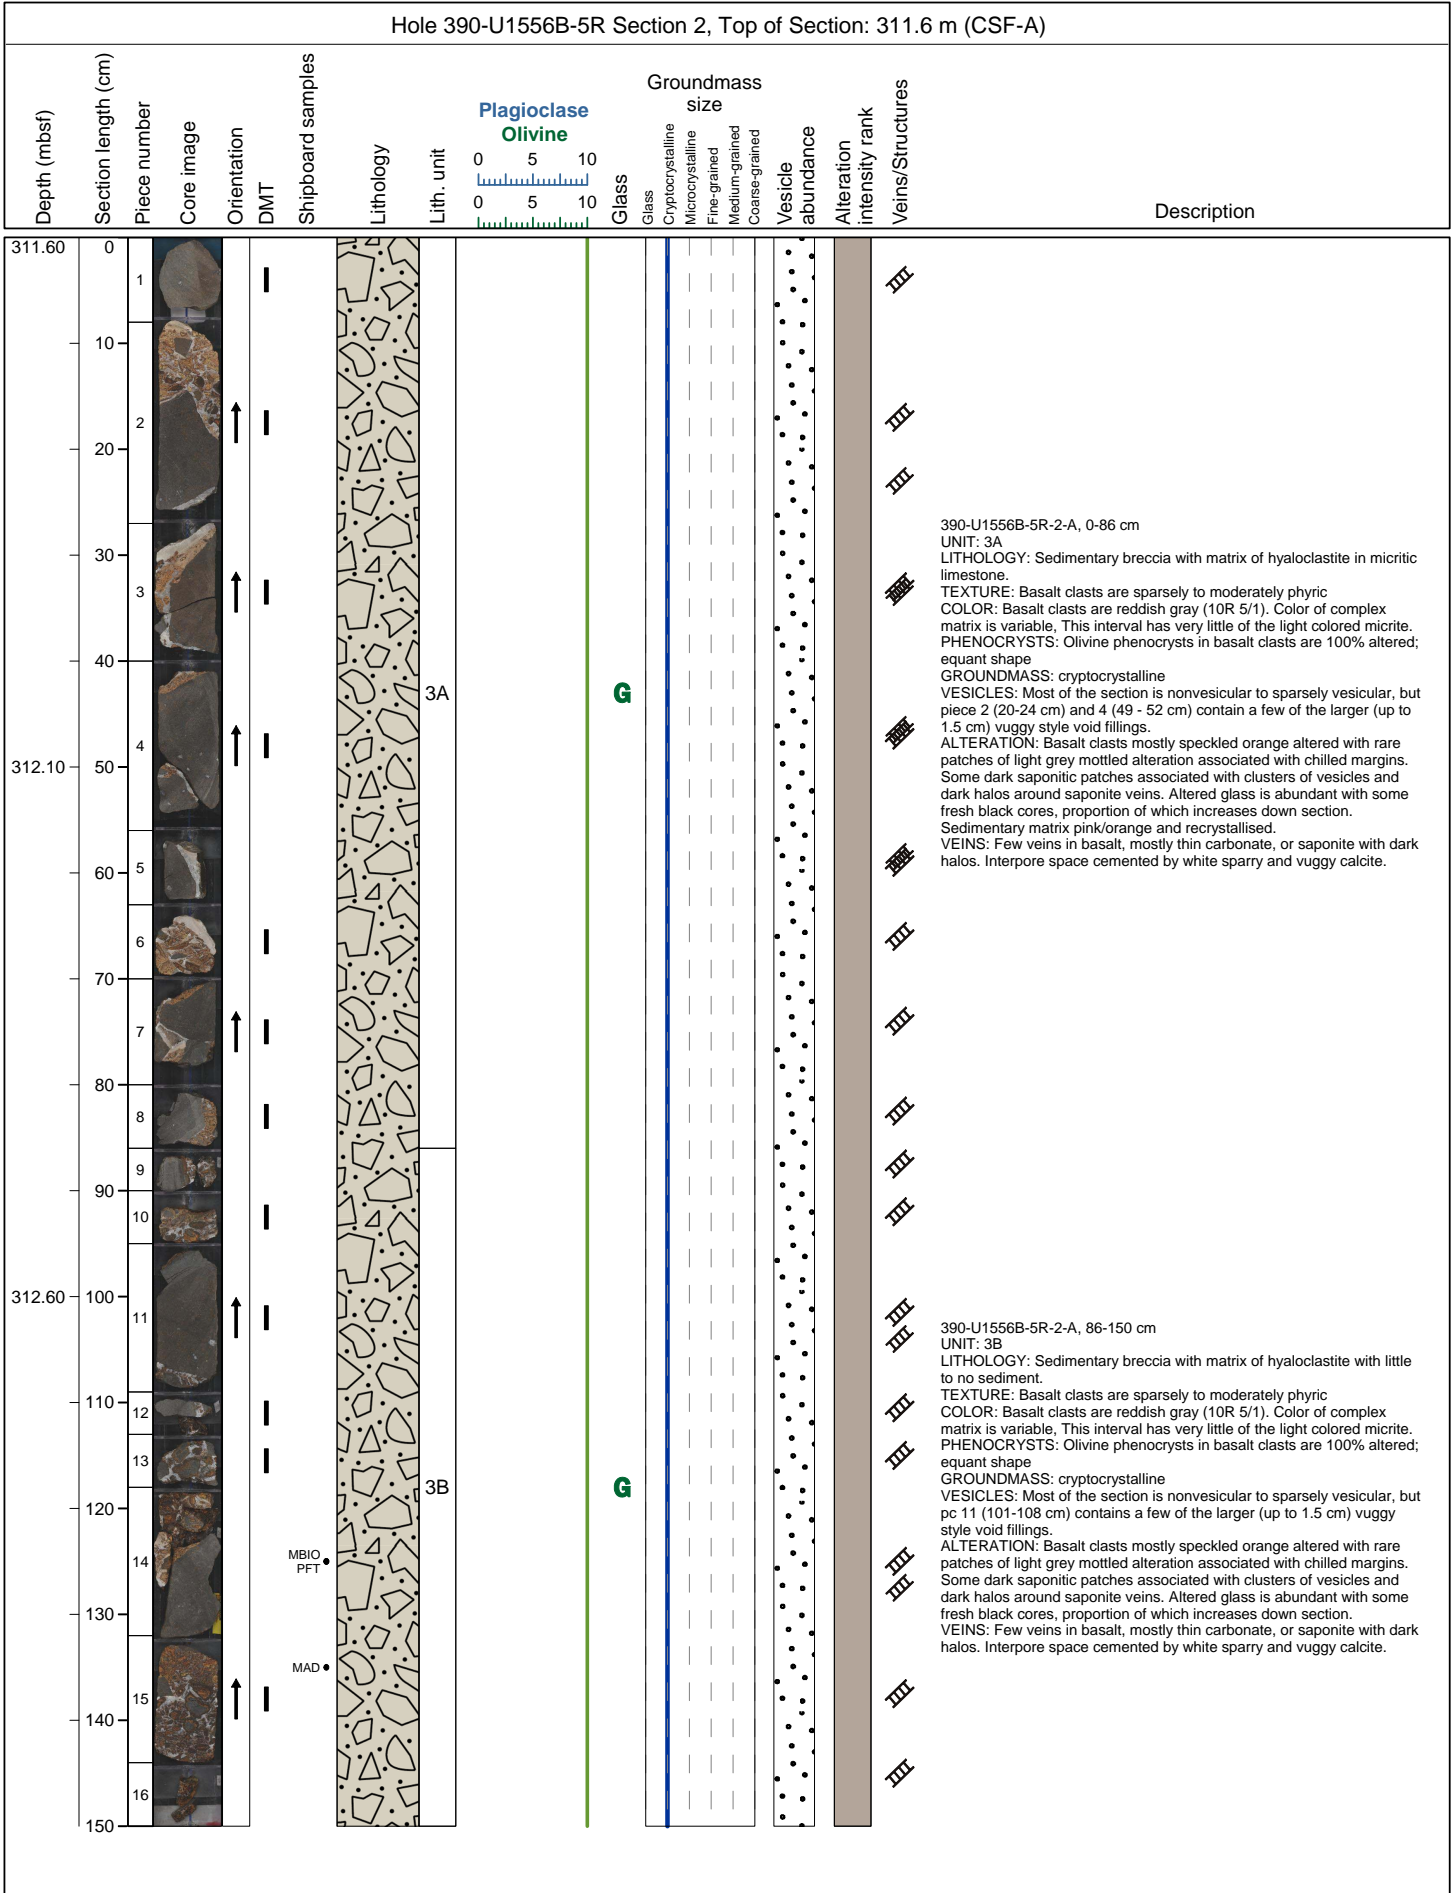 Hole 390-U1556B-5R Section 2, Top of Section: 311.6 m (CSF-A)
Depth (mbsf)
Section length (cm)
Piece number
Core image
Orientation
DMT
Shipboard samples
Lithology
Lith. unit
Plagioclase
Olivine
0 5 10
0 5 10
Glass
Groundmass
size
Glass
Cryptocrystalline
Microcrystalline
Fine-grained
Medium-grained
Coarse-grained
Vesicle
abundance
Alteration
intensity rank
Veins/Structures
Description
311.60
312.10
312.60
0
10
20
30
40
50
60
70
80
90
100
110
120
130
140
150
1
2
3
4
5
6
7
8
9
10
11
12
13
14
15
16
MBIO
PFT
MAD
3A
3B
G
G
390-U1556B-5R-2-A, 0-86 cm
UNIT: 3A
LITHOLOGY: Sedimentary breccia with matrix of hyaloclastite in micritic
limestone.
TEXTURE: Basalt clasts are sparsely to moderately phyric
COLOR: Basalt clasts are reddish gray (10R 5/1). Color of complex
matrix is variable, This interval has very little of the light colored micrite.
PHENOCRYSTS: Olivine phenocrysts in basalt clasts are 100% altered;
equant shape
GROUNDMASS: cryptocrystalline
VESICLES: Most of the section is nonvesicular to sparsely vesicular, but
piece 2 (20-24 cm) and 4 (49 - 52 cm) contain a few of the larger (up to
1.5 cm) vuggy style void fillings.
ALTERATION: Basalt clasts mostly speckled orange altered with rare
patches of light grey mottled alteration associated with chilled margins.
Some dark saponitic patches associated with clusters of vesicles and
dark halos around saponite veins. Altered glass is abundant with some
fresh black cores, proportion of which increases down section.
Sedimentary matrix pink/orange and recrystallised.
VEINS: Few veins in basalt, mostly thin carbonate, or saponite with dark
halos. Interpore space cemented by white sparry and vuggy calcite.
390-U1556B-5R-2-A, 86-150 cm
UNIT: 3B
LITHOLOGY: Sedimentary breccia with matrix of hyaloclastite with little
to no sediment.
TEXTURE: Basalt clasts are sparsely to moderately phyric
COLOR: Basalt clasts are reddish gray (10R 5/1). Color of complex
matrix is variable, This interval has very little of the light colored micrite.
PHENOCRYSTS: Olivine phenocrysts in basalt clasts are 100% altered;
equant shape
GROUNDMASS: cryptocrystalline
VESICLES: Most of the section is nonvesicular to sparsely vesicular, but
pc 11 (101-108 cm) contains a few of the larger (up to 1.5 cm) vuggy
style void fillings.
ALTERATION: Basalt clasts mostly speckled orange altered with rare
patches of light grey mottled alteration associated with chilled margins.
Some dark saponitic patches associated with clusters of vesicles and
dark halos around saponite veins. Altered glass is abundant with some
fresh black cores, proportion of which increases down section.
VEINS: Few veins in basalt, mostly thin carbonate, or saponite with dark
halos. Interpore space cemented by white sparry and vuggy calcite.